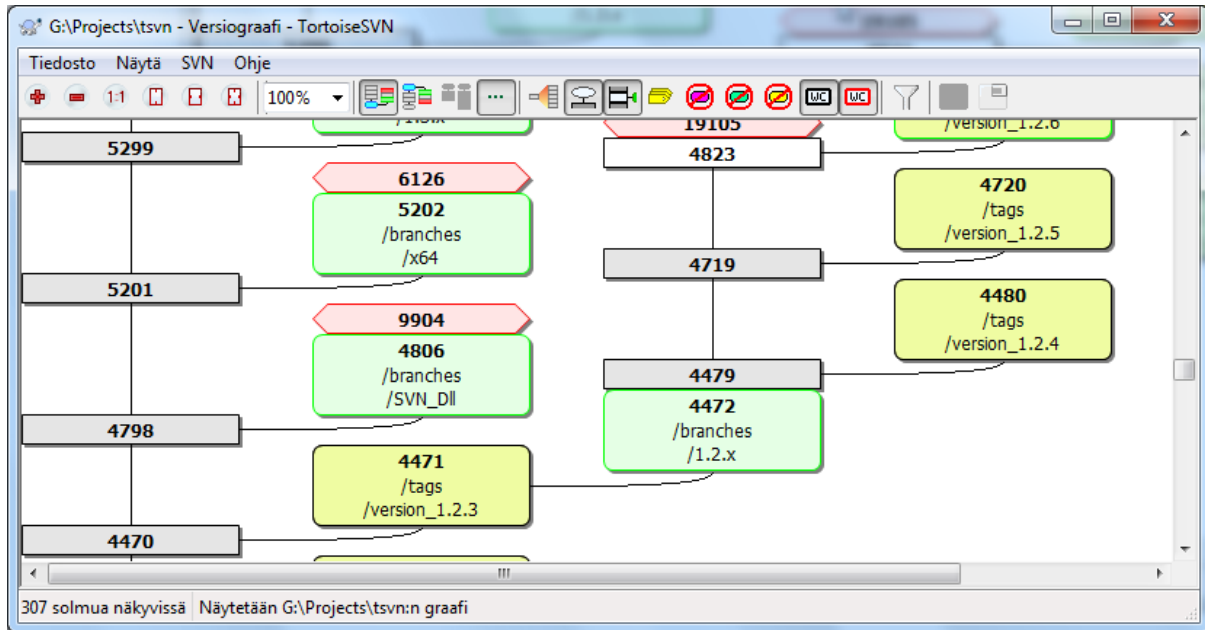 G:\Projects\tsvn - Versiograafi - TortoiseSVN
Tiedosto Näytä SVN Ohje
1:1 100% WC WC
19105
/version_1.2.6
5299
4823
6126
5202
/branches
/x64
4720
/tags
/version_1.2.5
4719
5201
4480
/tags
/version_1.2.4
9904
4806
/branches
/SVN_Dll
4479
4472
/branches
/1.2.x
4798
4471
/tags
/version_1.2.3
4470
307 solmua näkyvissä Näytetään G:\Projects\tsvn:n graafi